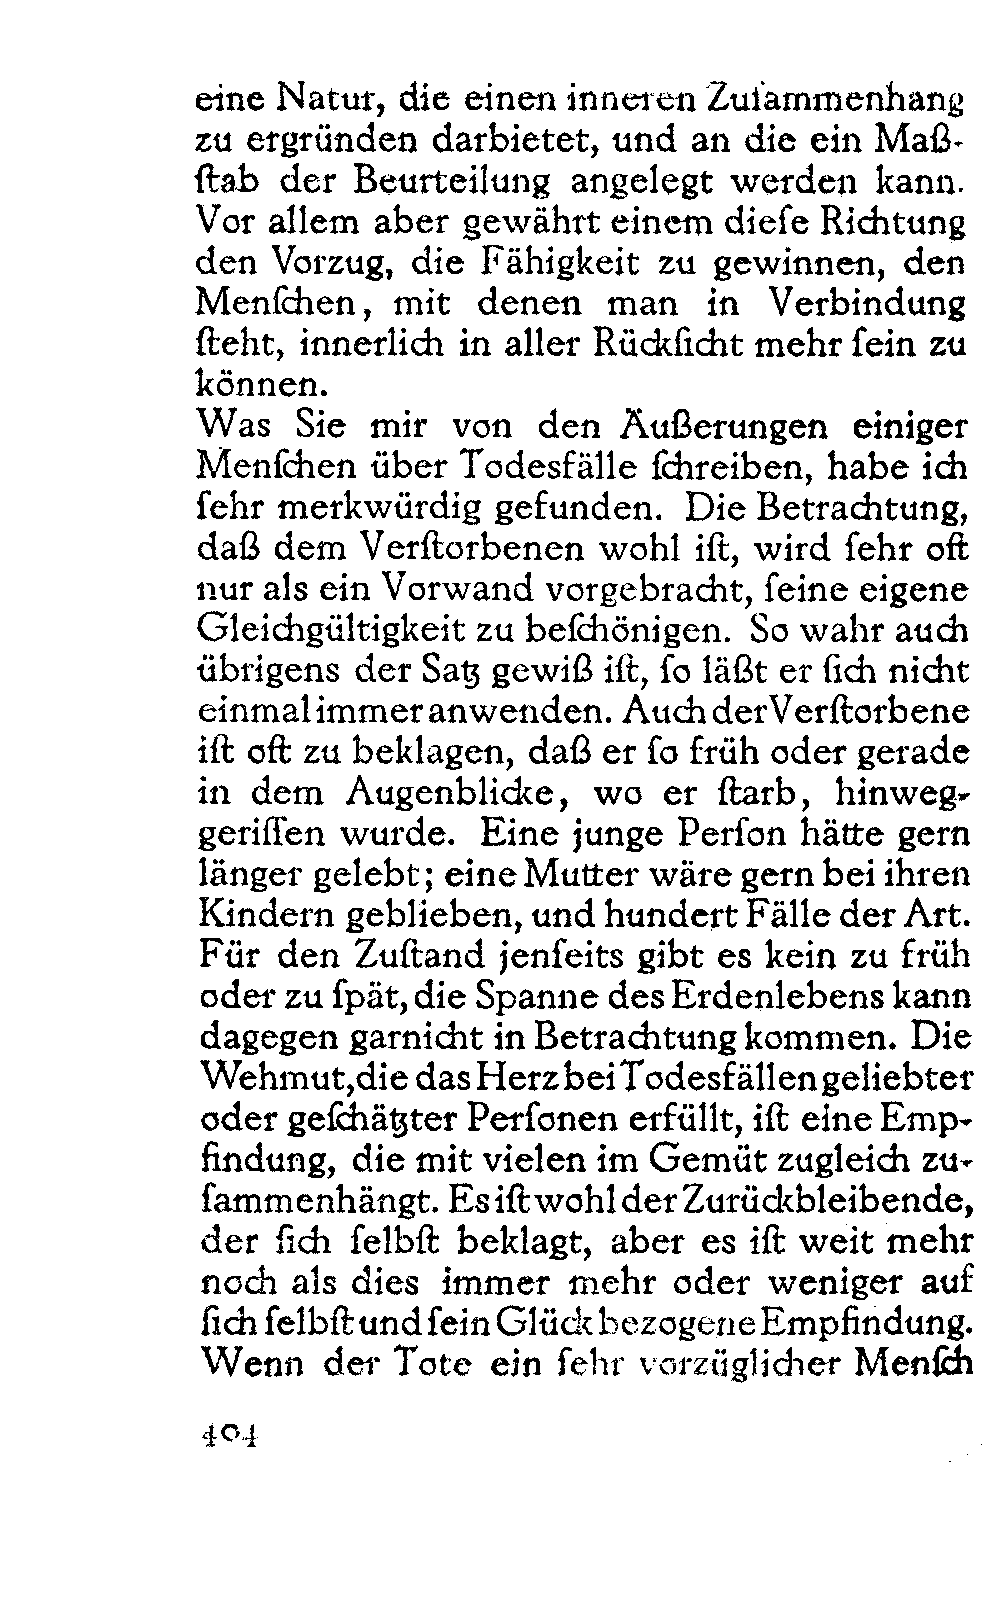 eine Natur, die einen inneren Zuſammenhang
zu ergründen darbietet, und an die ein Maß-
ſtab der Beurteilung angelegt werden kann.
Vor allem aber gewährt einem dieſe Richtung
den Vorzug, die Fähigkeit zu gewinnen, den
Menſchen, mit denen man in Verbindung
ſteht, innerlich in aller Rückſicht mehr ſein zu
können.
Was Sie mir von den Äußerungen einiger
Menſchen über Todesfälle ſchreiben, habe ich
ſehr merkwürdig gefunden. Die Betrachtung,
daß dem Verſtorbenen wohl iſt, wird ſehr oft
nur als ein Vorwand vorgebracht, ſeine eigene
Gleichgültigkeit zu beſchönigen. So wahr auch
übrigens der Satz gewiß iſt, ſo läßt er ſich nicht
einmal immer anwenden. Auch der Verſtorbene
iſt oft zu beklagen, daß er ſo früh oder gerade
in dem Augenblicke, wo er ſtarb, hinweg-
geriſſen wurde. Eine junge Perſon hätte gern
länger gelebt; eine Mutter wäre gern bei ihren
Kindern geblieben, und hundert Fälle der Art.
Für den Zuſtand jenſeits gibt es kein zu früh
oder zu ſpät, die Spanne des Erdenlebens kann
dagegen garnicht in Betrachtung kommen. Die
Wehmut, die das Herz bei Todesfällen geliebter
oder geſchätzter Perſonen erfüllt, iſt eine Emp-
findung, die mit vielen im Gemüt zugleich zu-
ſammenhängt. Es iſt wohl der Zurückbleibende,
der ſich ſelbſt beklagt, aber es iſt weit mehr
noch als dies immer mehr oder weniger auf
ſich ſelbſt und ſein Glück bezogene Empfindung.
Wenn der Tote ein ſehr vorzüglicher Menſch
404